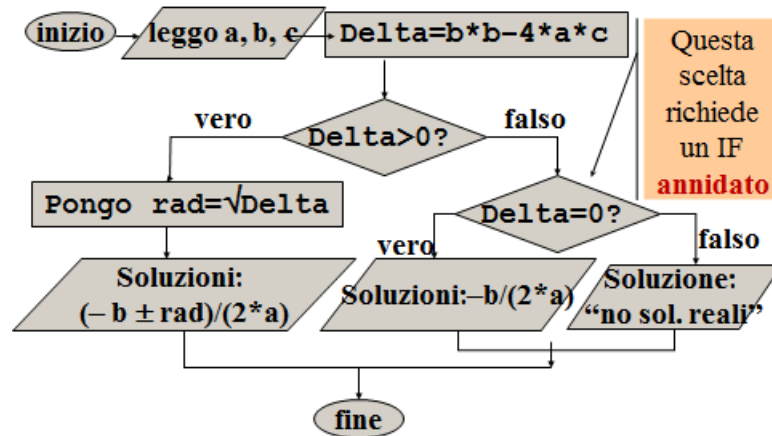 inizio
leggo a, b, c
Delta=b*b-4*a*c
Questa
scelta
richiede
un IF
annidato
vero
Delta>0?
falso
Pongo rad=√Delta
Delta=0?
vero
falso
Soluzioni:
(– b ± rad)/(2*a)
Soluzioni:–b/(2*a)
Soluzione:
“no sol. reali”
fine